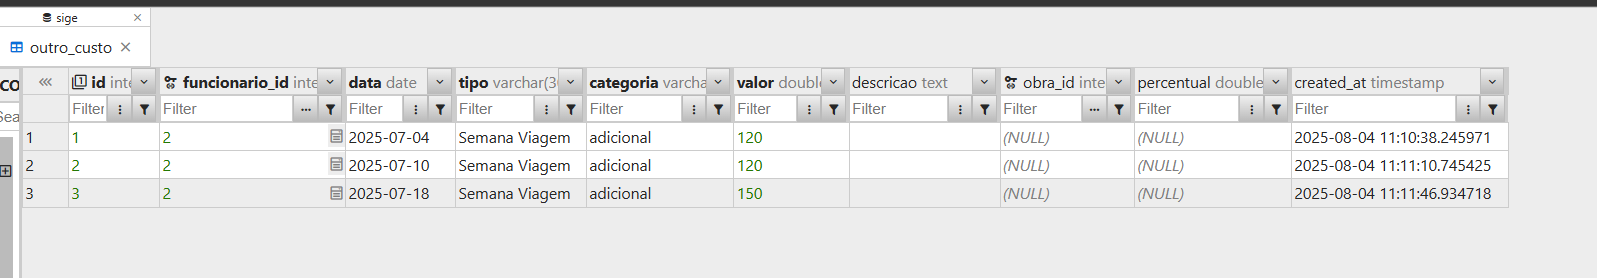 sige
outro_custo
CO id inte funcionario_id inte data date tipo varchar(3 categoria varcha valor double descricao text obra_id inte percentual double created_at timestamp
Sea Filter Filter Filter Filter Filter Filter Filter Filter Filter Filter
1 1 2 2025-07-04 Semana Viagem adicional 120 (NULL) (NULL) 2025-08-04 11:10:38.245971
2 2 2 2025-07-10 Semana Viagem adicional 120 (NULL) (NULL) 2025-08-04 11:11:10.745425
3 3 2 2025-07-18 Semana Viagem adicional 150 (NULL) (NULL) 2025-08-04 11:11:46.934718